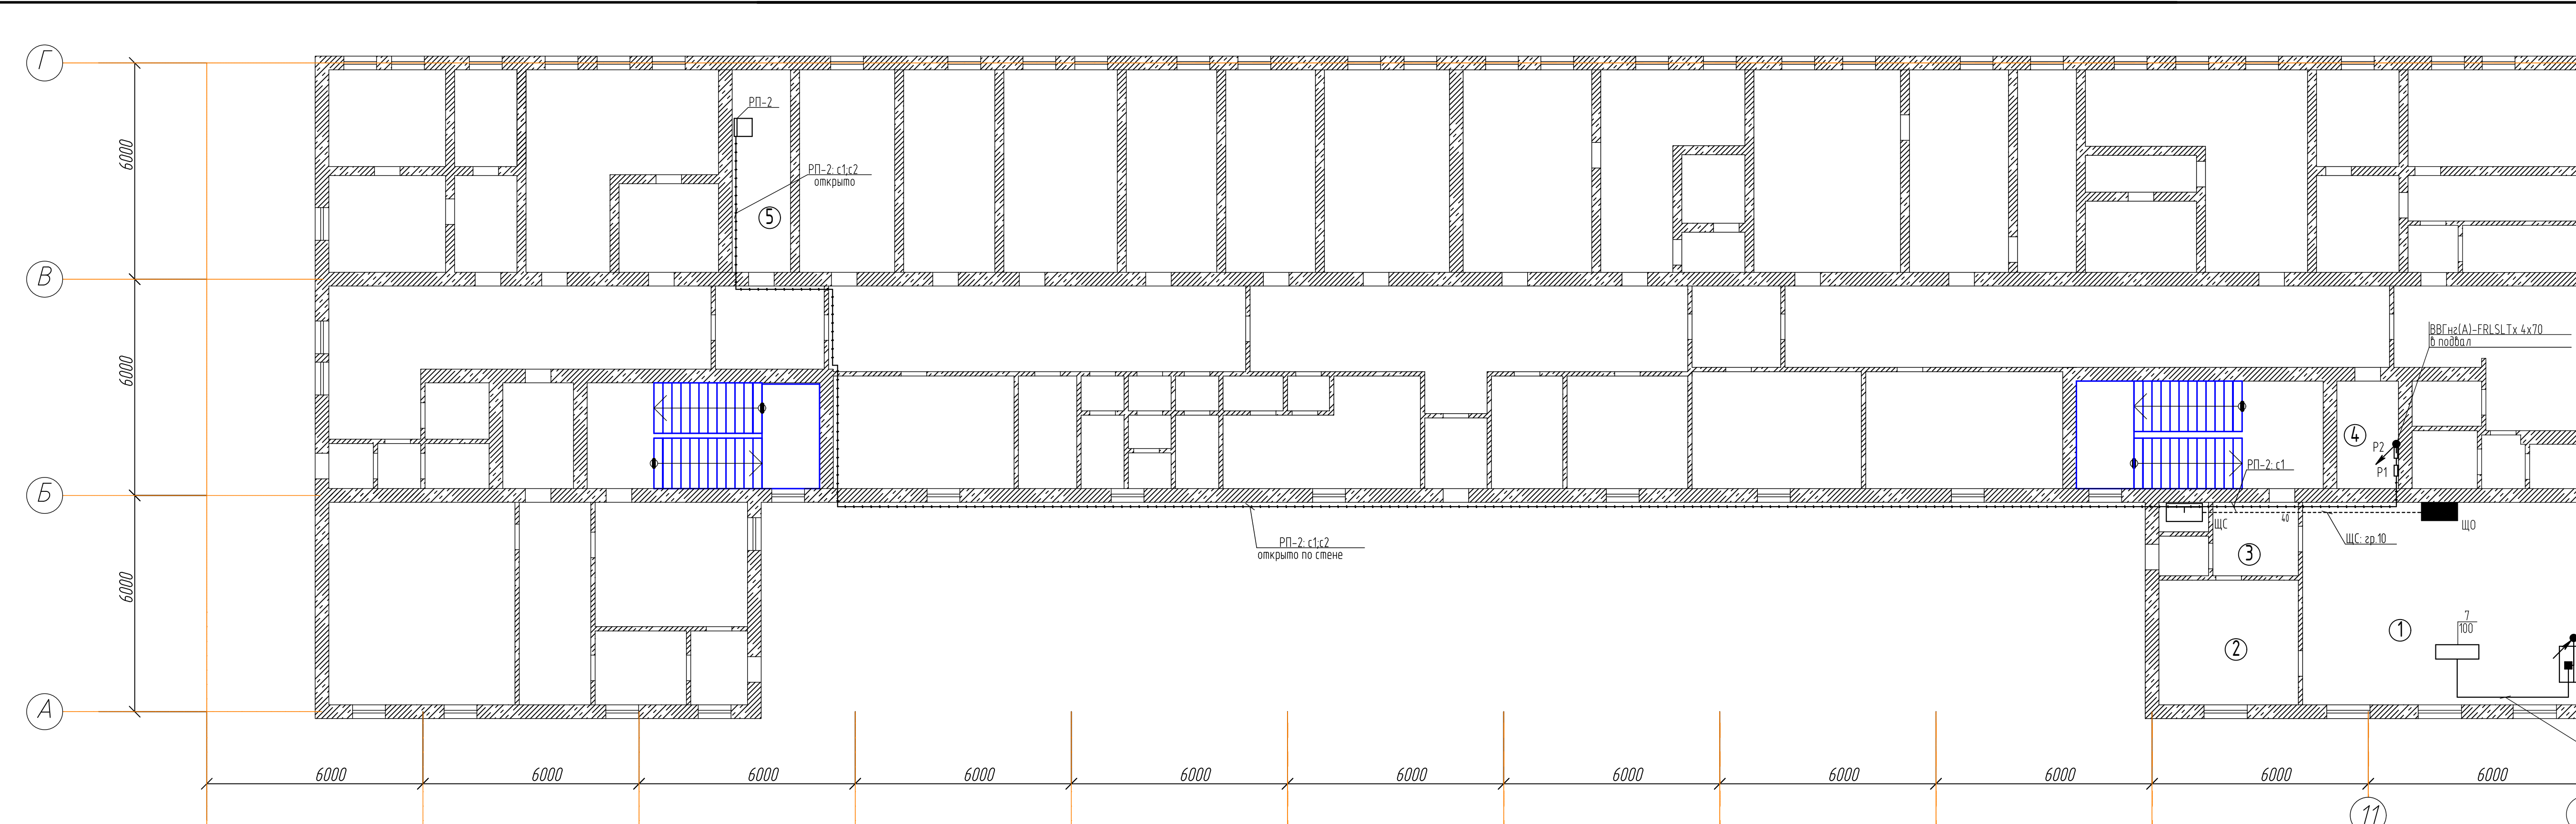 Г
РП-2
6000
РП-2: с1;с2
открыто
5
В
ВВГнг(А)-FRLSLTx 4x70
в подвал
6000
4
Р2
Р1
РП-2: с1
Б
ЩС
40
ЩО
ЩС: гр.10
РП-2: с1;с2
открыто по стене
3
6000
7
100
1
2
А
6000 6000 6000 6000 6000 6000 6000 6000 6000 6000 6000
11